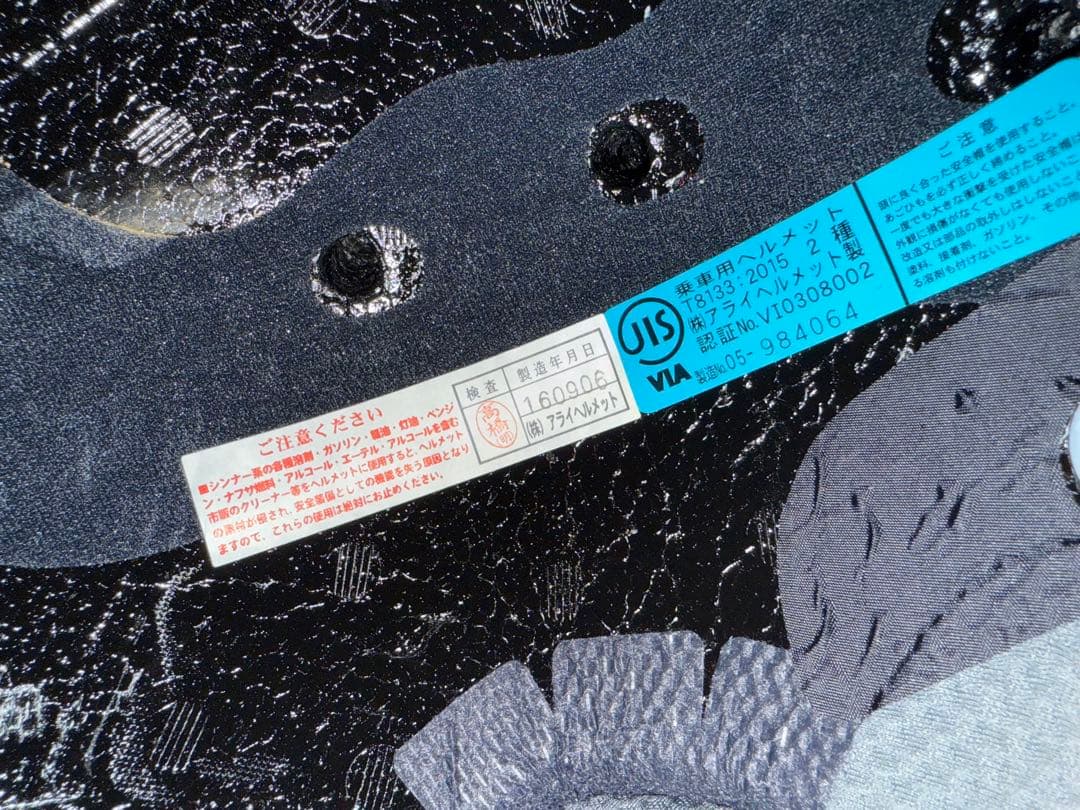 ご注意ください
■シンナー系の各種溶剤・ガソリン・軽油・灯油・ベンジ
ン・ナフサ燃料・アルコール・エーテル・アルコールを含む
市販のクリーナー等をヘルメットに使用すると、ヘルメット
の素材が侵され、安全装備としての機能を失う原因となり
ますので、これらの使用は絶対にお止めください。
検査
製造年月日
髙橋明
160906
(株)アライヘルメット
JIS
VIA
乗車用ヘルメット
T8133:2015 2種
㈱アライヘルメット製
認証No.VI0308002
製造No.05-984064
ご注意
頭に良く合った安全帽を使用すること。
あごひもを必ず正しく締めること。
一度でも大きな衝撃を受けた安全帽は
外観に損傷がなくても使用しないこ
改造又は部品の取外しはしないこと
塗料、接着剤、ガソリン、その他
る溶剤も付けないこと。